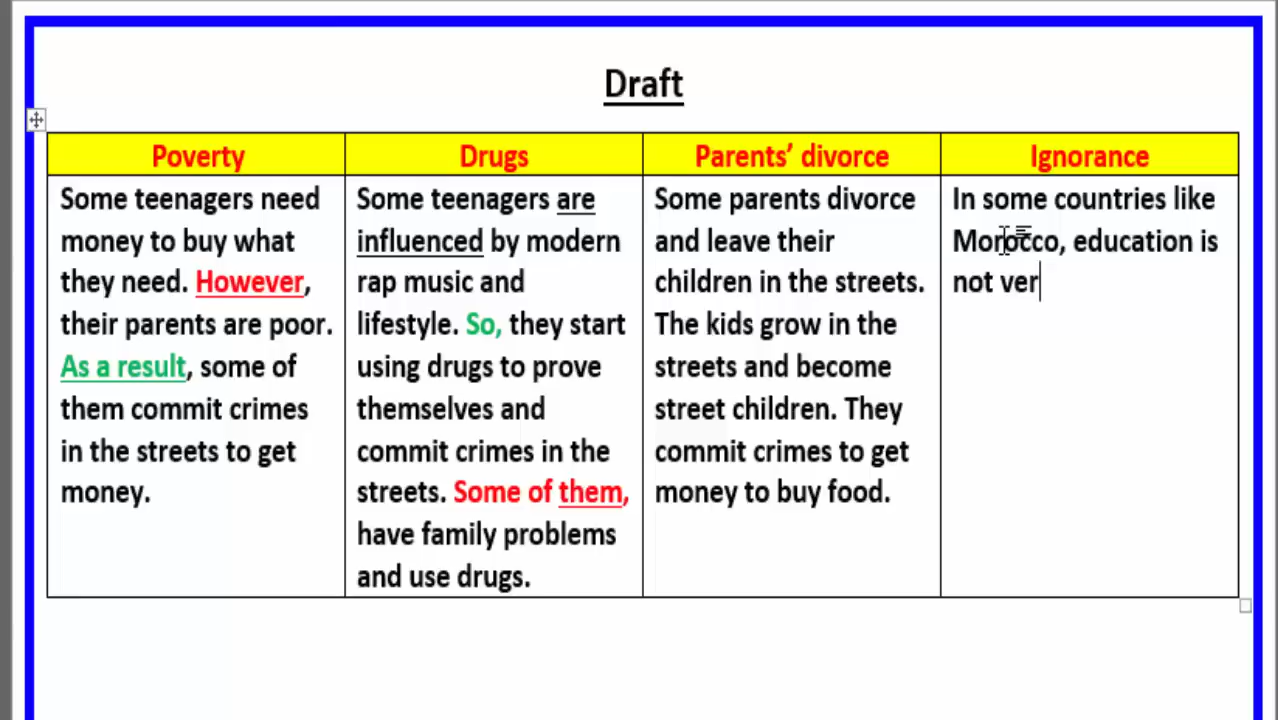 Draft
Poverty
Some teenagers need
money to buy what
they need. However,
their parents are poor.
As a result, some of
them commit crimes
in the streets to get
money.
Drugs
Some teenagers are
influenced by modern
rap music and
lifestyle. So, they start
using drugs to prove
themselves and
commit crimes in the
streets. Some of them,
have family problems
and use drugs.
Parents’ divorce
Some parents divorce
and leave their
children in the streets.
The kids grow in the
streets and become
street children. They
commit crimes to get
money to buy food.
Ignorance
In some countries like
Morocco, education is
not ver